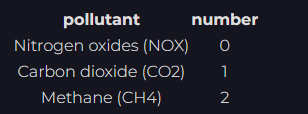 pollutant number
Nitrogen oxides (NOX) 0
Carbon dioxide (CO2) 1
Methane (CH4) 2